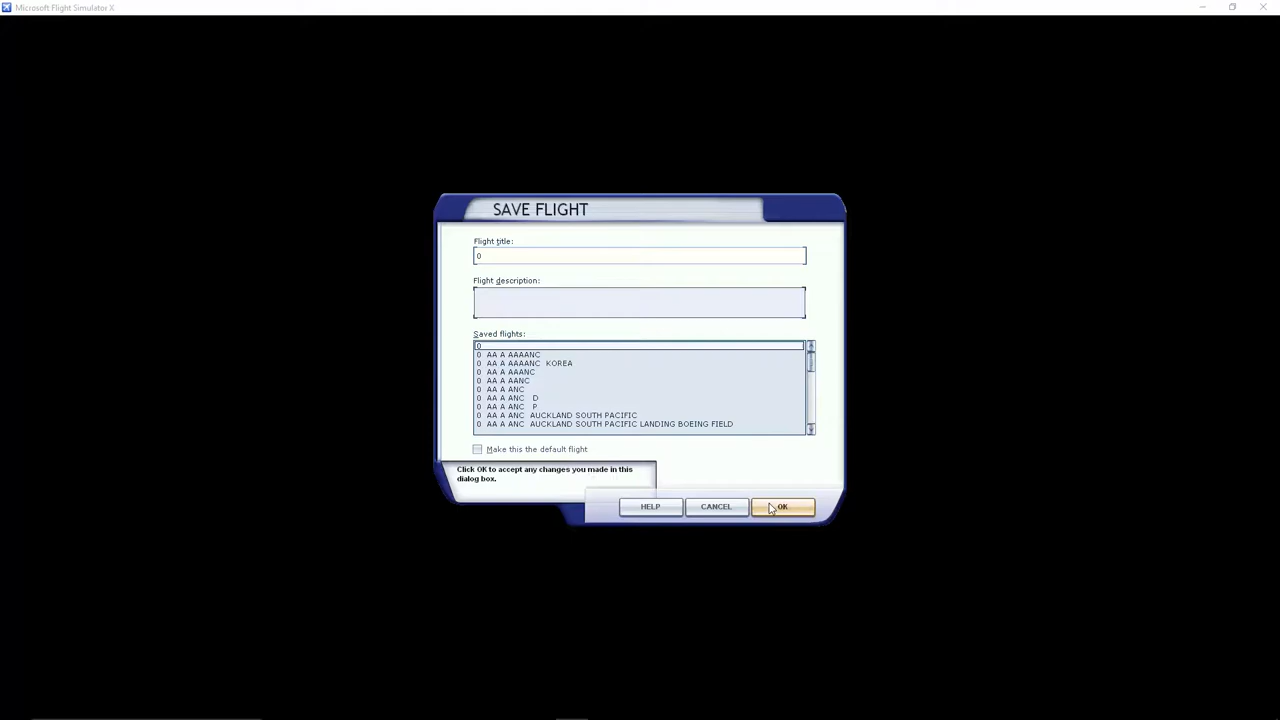 Microsoft Flight Simulator X
SAVE FLIGHT
Flight title:
0
Flight description:
Saved flights:
0
0 AA A AAAANC
0 AA A AAAANC KOREA
0 AA A AAANC
0 AA A AANC
0 AA A ANC
0 AA A ANC D
0 AA A ANC P
0 AA A ANC AUCKLAND SOUTH PACIFIC
0 AA A ANC AUCKLAND SOUTH PACIFIC LANDING BOEING FIELD
Make this the default flight
Click OK to accept any changes you made in this
dialog box.
HELP CANCEL OK